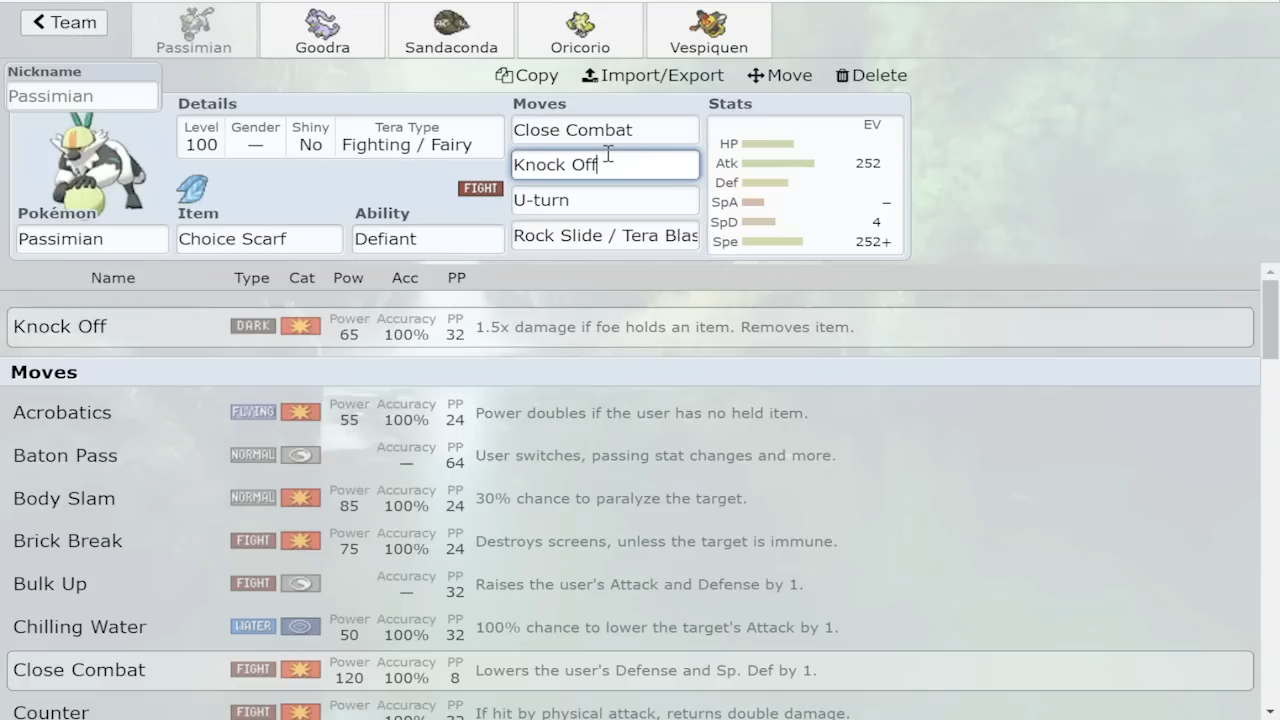 Team
Passimian
Goodra
Sandaconda
Oricorio
Vespiquen
Copy
Import/Export
Move
Delete
Nickname
Passimian
Details
Level
100
Gender
—
Shiny
No
Tera Type
Fighting / Fairy
FIGHT
Pokémon
Passimian
Item
Choice Scarf
Ability
Defiant
Moves
Close Combat
Knock Off
U-turn
Rock Slide / Tera Blas
Stats
EV
HP
Atk 252
Def
SpA –
SpD 4
Spe 252+
Name Type Cat Pow Acc PP
Knock Off DARK Power 65 Accuracy 100% PP 32 1.5x damage if foe holds an item. Removes item.
Moves
Acrobatics FLYING Power 55 Accuracy 100% PP 24 Power doubles if the user has no held item.
Baton Pass NORMAL Accuracy — PP 64 User switches, passing stat changes and more.
Body Slam NORMAL Power 85 Accuracy 100% PP 24 30% chance to paralyze the target.
Brick Break FIGHT Power 75 Accuracy 100% PP 24 Destroys screens, unless the target is immune.
Bulk Up FIGHT Accuracy — PP 32 Raises the user's Attack and Defense by 1.
Chilling Water WATER Power 50 Accuracy 100% PP 32 100% chance to lower the target's Attack by 1.
Close Combat FIGHT Power 120 Accuracy 100% PP 8 Lowers the user's Defense and Sp. Def by 1.
Counter FIGHT Power Accuracy 100% PP 32 If hit by physical attack, returns double damage.